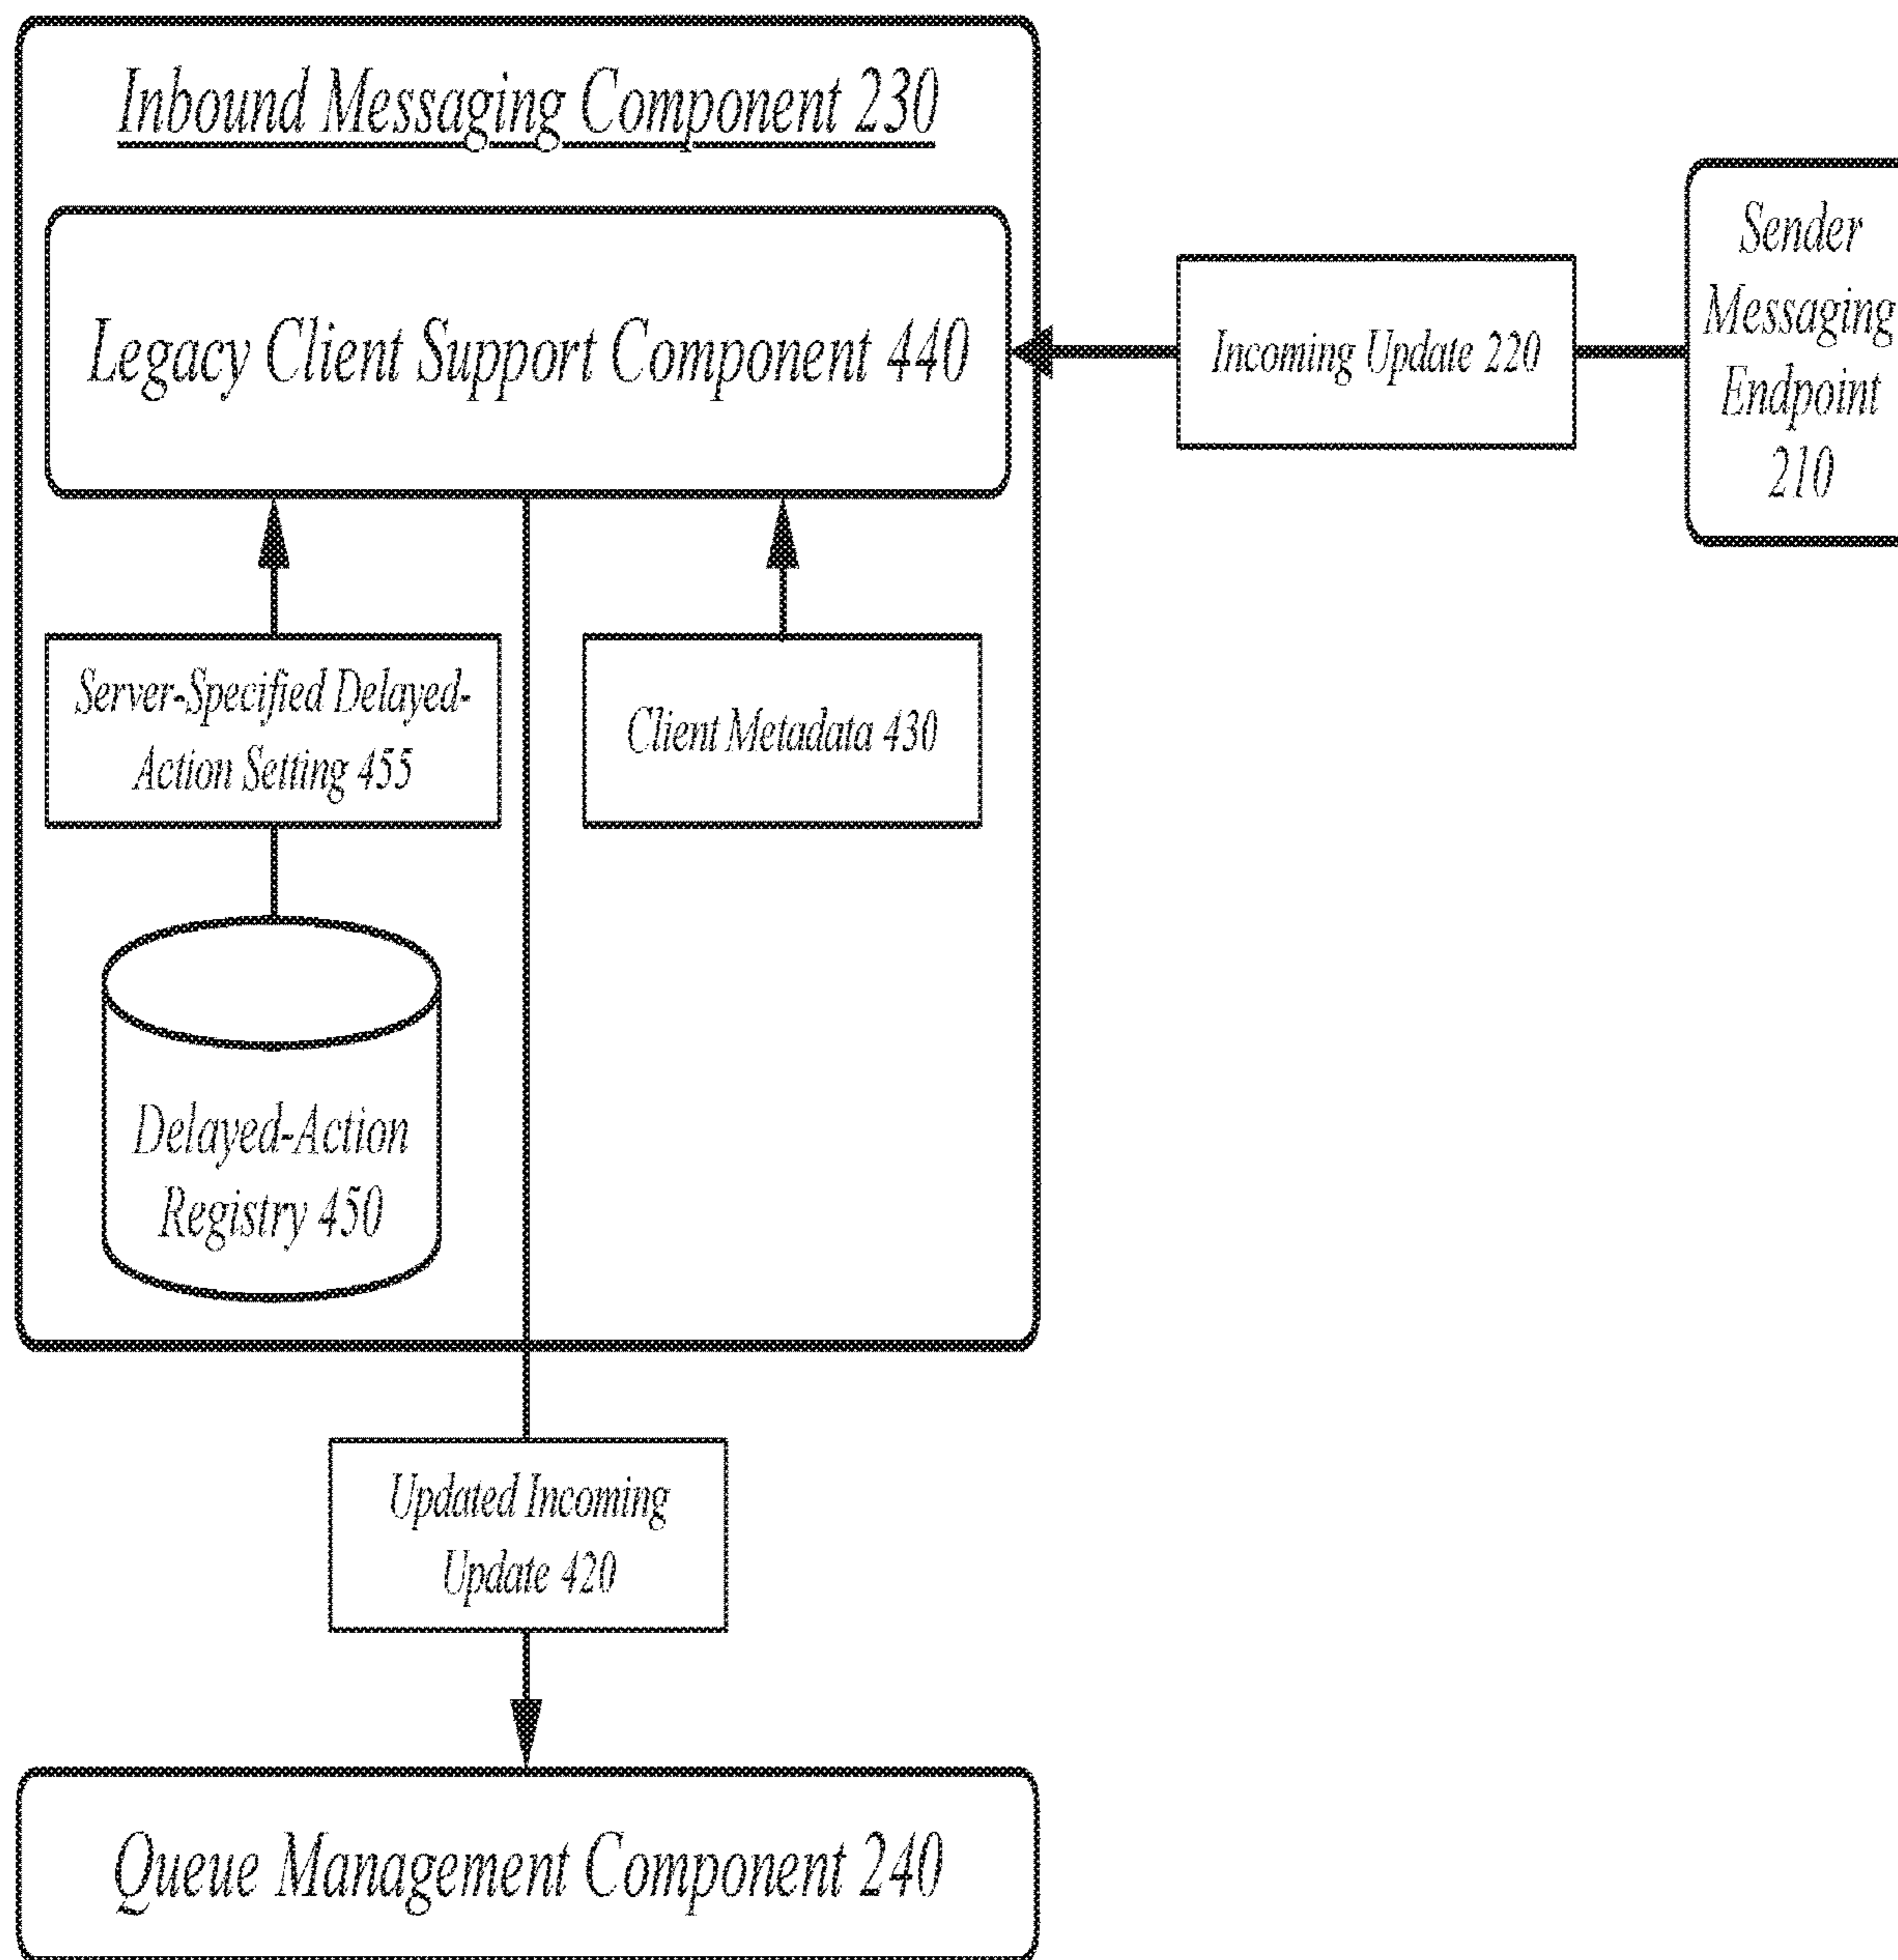 Inbound Messaging Component 230
Legacy Client Support Component 440
Incoming Update 220
Sender
Messaging
Endpoint
210
Server-Specified Delayed-
Action Setting 455
Client Metadata 430
Delayed-Action
Registry 450
Updated Incoming
Update 420
Queue Management Component 240